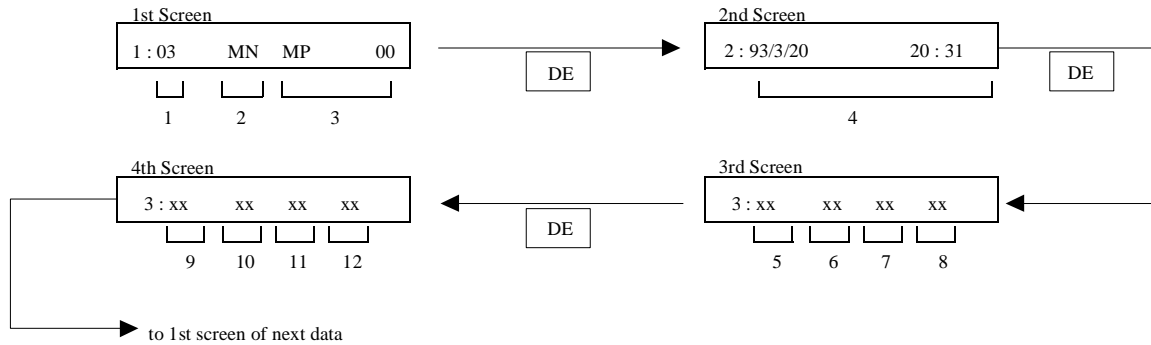 1st Screen
1 : 03 MN MP 00
1 2 3
DE
2nd Screen
2 : 93/3/20 20 : 31
4
DE
4th Screen
3 : xx xx xx xx
9 10 11 12
DE
3rd Screen
3 : xx xx xx xx
5 6 7 8
to 1st screen of next data